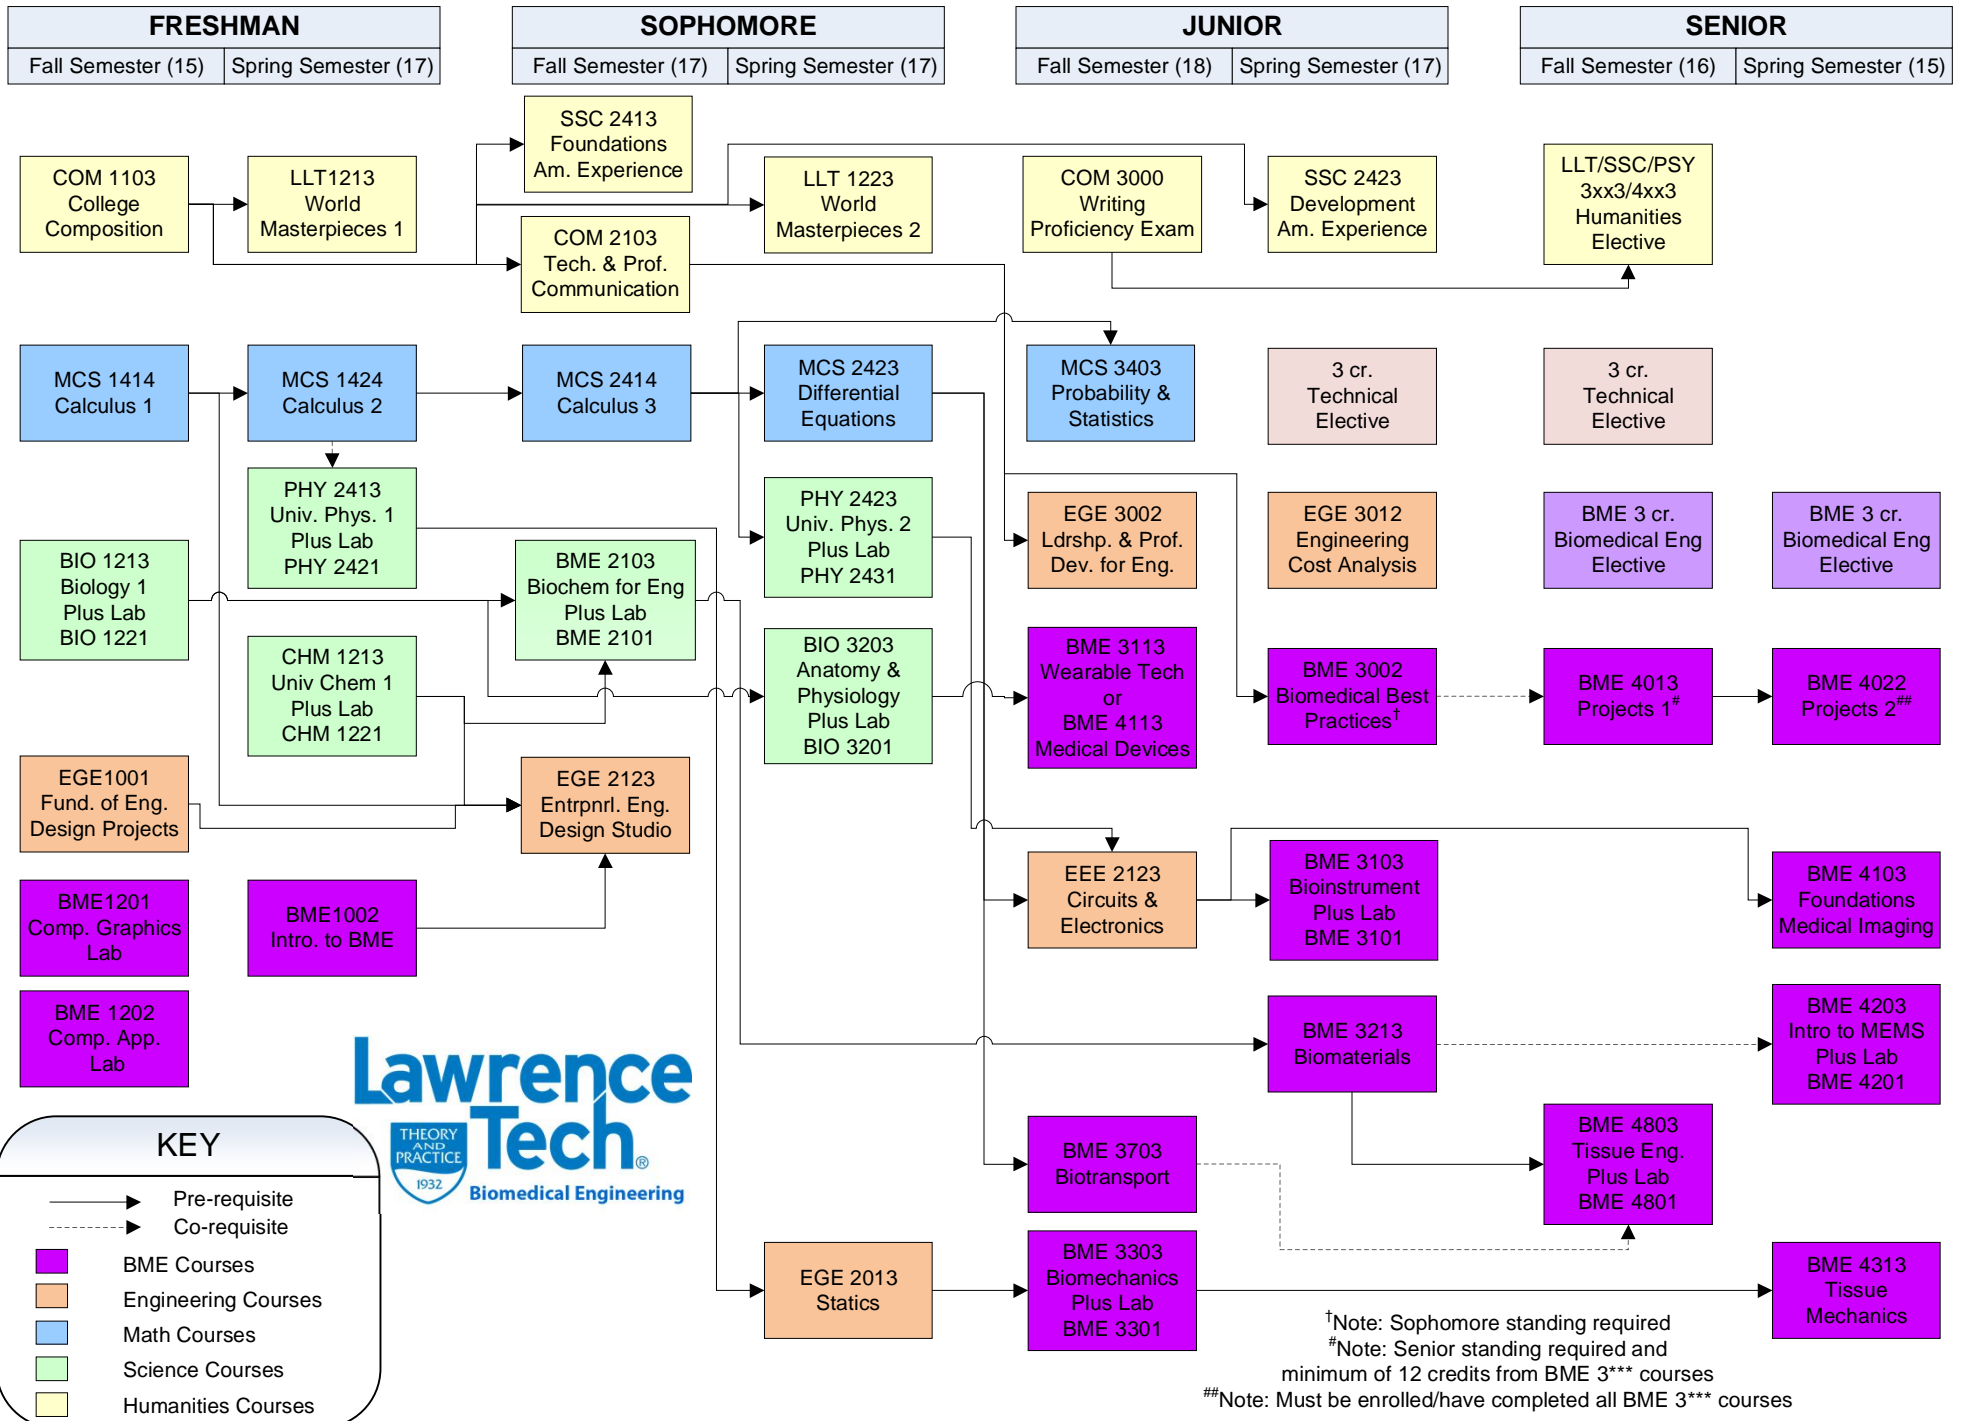 FRESHMAN
Fall Semester (15)
Spring Semester (17)
SOPHOMORE
Fall Semester (17)
Spring Semester (17)
JUNIOR
Fall Semester (18)
Spring Semester (17)
SENIOR
Fall Semester (16)
Spring Semester (15)
COM 1103
College
Composition
LLT1213
World
Masterpieces 1
SSC 2413
Foundations
Am. Experience
COM 2103
Tech. & Prof.
Communication
LLT 1223
World
Masterpieces 2
COM 3000
Writing
Proficiency Exam
SSC 2423
Development
Am. Experience
LLT/SSC/PSY
3xx3/4xx3
Humanities
Elective
MCS 1414
Calculus 1
MCS 1424
Calculus 2
MCS 2414
Calculus 3
MCS 2423
Differential
Equations
MCS 3403
Probability &
Statistics
3 cr.
Technical
Elective
3 cr.
Technical
Elective
PHY 2413
Univ. Phys. 1
Plus Lab
PHY 2421
PHY 2423
Univ. Phys. 2
Plus Lab
PHY 2431
EGE 3002
Ldrshp. & Prof.
Dev. for Eng.
EGE 3012
Engineering
Cost Analysis
BME 3 cr.
Biomedical Eng
Elective
BME 3 cr.
Biomedical Eng
Elective
BIO 1213
Biology 1
Plus Lab
BIO 1221
BME 2103
Biochem for Eng
Plus Lab
BME 2101
CHM 1213
Univ Chem 1
Plus Lab
CHM 1221
BIO 3203
Anatomy &
Physiology
Plus Lab
BIO 3201
BME 3113
Wearable Tech
or
BME 4113
Medical Devices
BME 3002
Biomedical Best
Practices†
BME 4013
Projects 1#
BME 4022
Projects 2##
EGE1001
Fund. of Eng.
Design Projects
EGE 2123
Entrpnrl. Eng.
Design Studio
BME1201
Comp. Graphics
Lab
BME1002
Intro. to BME
EEE 2123
Circuits &
Electronics
BME 3103
Bioinstrument
Plus Lab
BME 3101
BME 4103
Foundations
Medical Imaging
BME 1202
Comp. App.
Lab
BME 3213
Biomaterials
BME 4203
Intro to MEMS
Plus Lab
BME 4201
BME 3703
Biotransport
BME 4803
Tissue Eng.
Plus Lab
BME 4801
EGE 2013
Statics
BME 3303
Biomechanics
Plus Lab
BME 3301
BME 4313
Tissue
Mechanics
Lawrence
Tech®
THEORY
AND
PRACTICE
1932
Biomedical Engineering
KEY
Pre-requisite
Co-requisite
BME Courses
Engineering Courses
Math Courses
Science Courses
Humanities Courses
†Note: Sophomore standing required
#Note: Senior standing required and
minimum of 12 credits from BME 3*** courses
##Note: Must be enrolled/have completed all BME 3*** courses